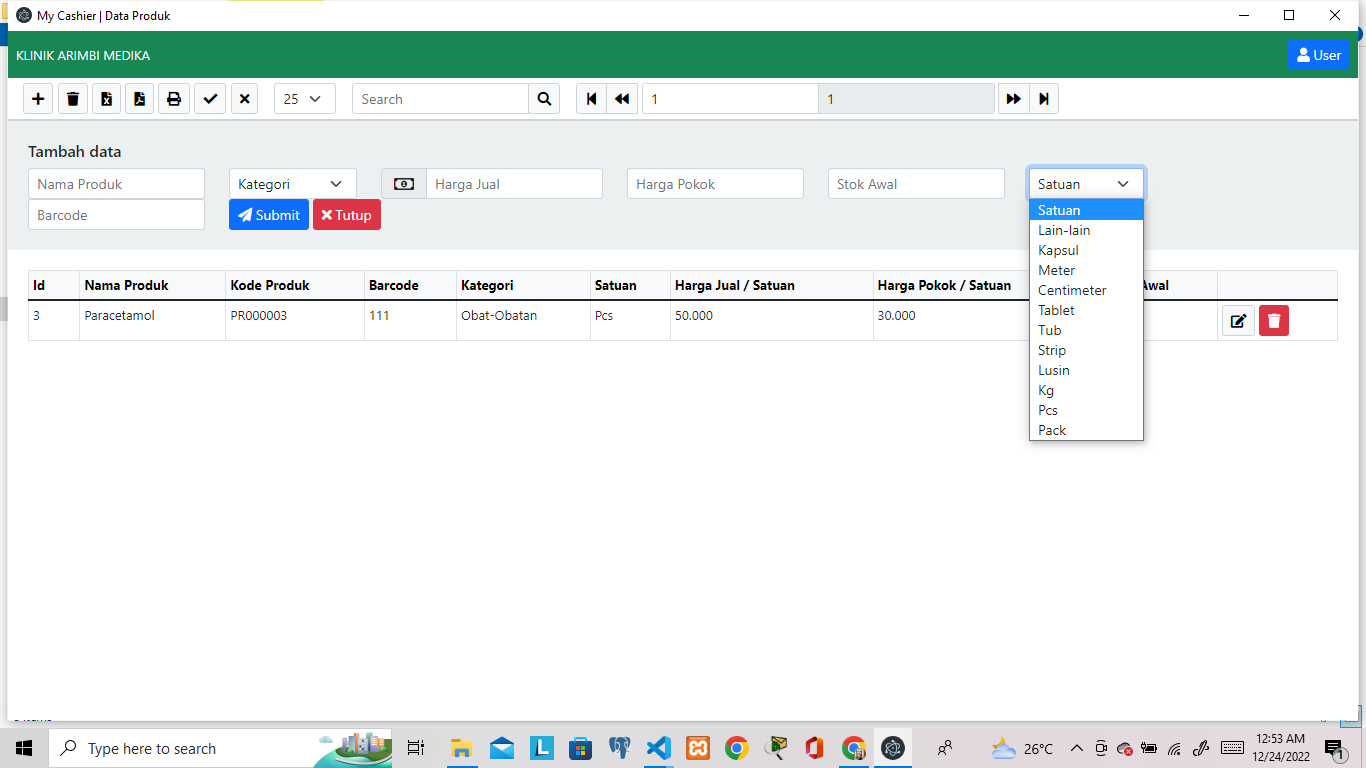 My Cashier | Data Produk
KLINIK ARIMBI MEDIKA
User
25
Search
1
1
Tambah data
Nama Produk
Kategori
Harga Jual
Harga Pokok
Stok Awal
Satuan
Barcode
Submit
Tutup
Satuan
Lain-lain
Kapsul
Meter
Centimeter
Tablet
Tub
Strip
Lusin
Kg
Pcs
Pack
Id Nama Produk Kode Produk Barcode Kategori Satuan Harga Jual / Satuan Harga Pokok / Satuan Awal
3 Paracetamol PR000003 111 Obat-Obatan Pcs 50.000 30.000
Type here to search
26°C
12:53 AM
12/24/2022
1